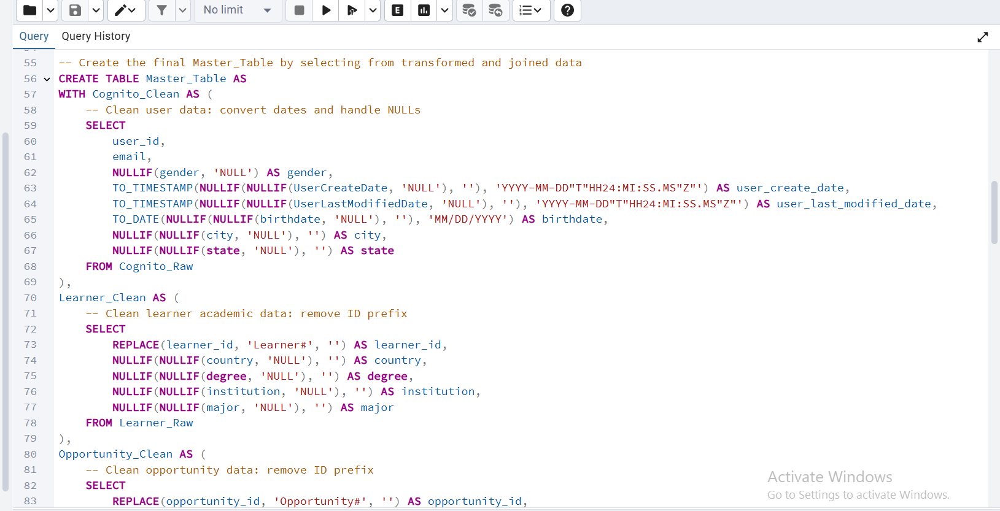 No limit
Query Query History
55 -- Create the final Master_Table by selecting from transformed and joined data
56 CREATE TABLE Master_Table AS
57 WITH Cognito_Clean AS (
58 -- Clean user data: convert dates and handle NULLs
59 SELECT
60 user_id,
61 email,
62 NULLIF(gender, 'NULL') AS gender,
63 TO_TIMESTAMP(NULLIF(NULLIF(UserCreateDate, 'NULL'), ''), 'YYYY-MM-DD"T"HH24:MI:SS.MS"Z"') AS user_create_date,
64 TO_TIMESTAMP(NULLIF(NULLIF(UserLastModifiedDate, 'NULL'), ''), 'YYYY-MM-DD"T"HH24:MI:SS.MS"Z"') AS user_last_modified_date,
65 TO_DATE(NULLIF(NULLIF(birthdate, 'NULL'), ''), 'MM/DD/YYYY') AS birthdate,
66 NULLIF(NULLIF(city, 'NULL'), '') AS city,
67 NULLIF(NULLIF(state, 'NULL'), '') AS state
68 FROM Cognito_Raw
69 ),
70 Learner_Clean AS (
71 -- Clean learner academic data: remove ID prefix
72 SELECT
73 REPLACE(learner_id, 'Learner#', '') AS learner_id,
74 NULLIF(NULLIF(country, 'NULL'), '') AS country,
75 NULLIF(NULLIF(degree, 'NULL'), '') AS degree,
76 NULLIF(NULLIF(institution, 'NULL'), '') AS institution,
77 NULLIF(NULLIF(major, 'NULL'), '') AS major
78 FROM Learner_Raw
79 ),
80 Opportunity_Clean AS (
81 -- Clean opportunity data: remove ID prefix
82 SELECT
83 REPLACE(opportunity_id, 'Opportunity#', '') AS opportunity_id,
Activate Windows
Go to Settings to activate Windows.